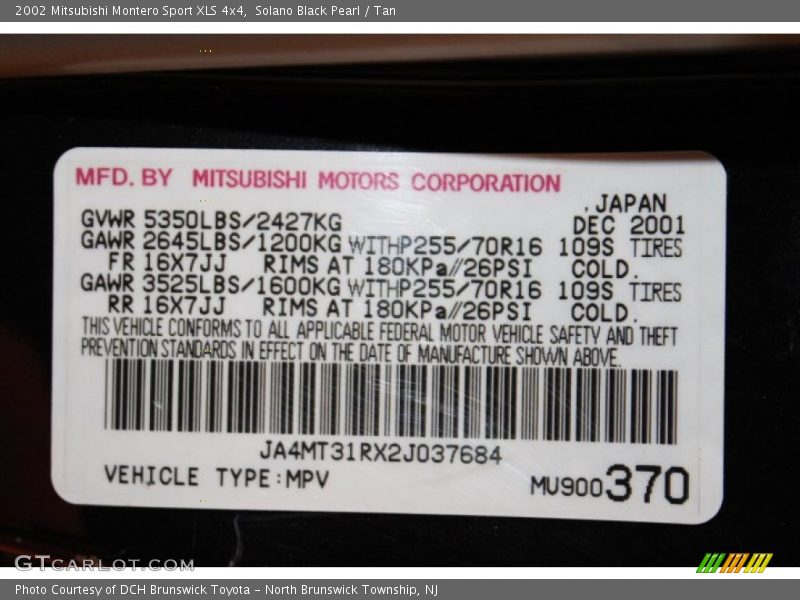 2002 Mitsubishi Montero Sport XLS 4x4, Solano Black Pearl / Tan
MFD. BY MITSUBISHI MOTORS CORPORATION
.JAPAN
GVWR 5350LBS/2427KG DEC 2001
GAWR 2645LBS/1200KG WITHP255/70R16 109S TIRES
FR 16X7JJ RIMS AT 180KPa//26PSI COLD.
GAWR 3525LBS/1600KG WITHP255/70R16 109S TIRES
RR 16X7JJ RIMS AT 180KPa//26PSI COLD.
THIS VEHICLE CONFORMS TO ALL APPLICABLE FEDERAL MOTOR VEHICLE SAFETY AND THEFT
PREVENTION STANDARDS IN EFFECT ON THE DATE OF MANUFACTURE SHOWN ABOVE.
JA4MT31RX2J037684
VEHICLE TYPE:MPV MU900370
GTCARLOT.COM
Photo Courtesy of DCH Brunswick Toyota - North Brunswick Township, NJ